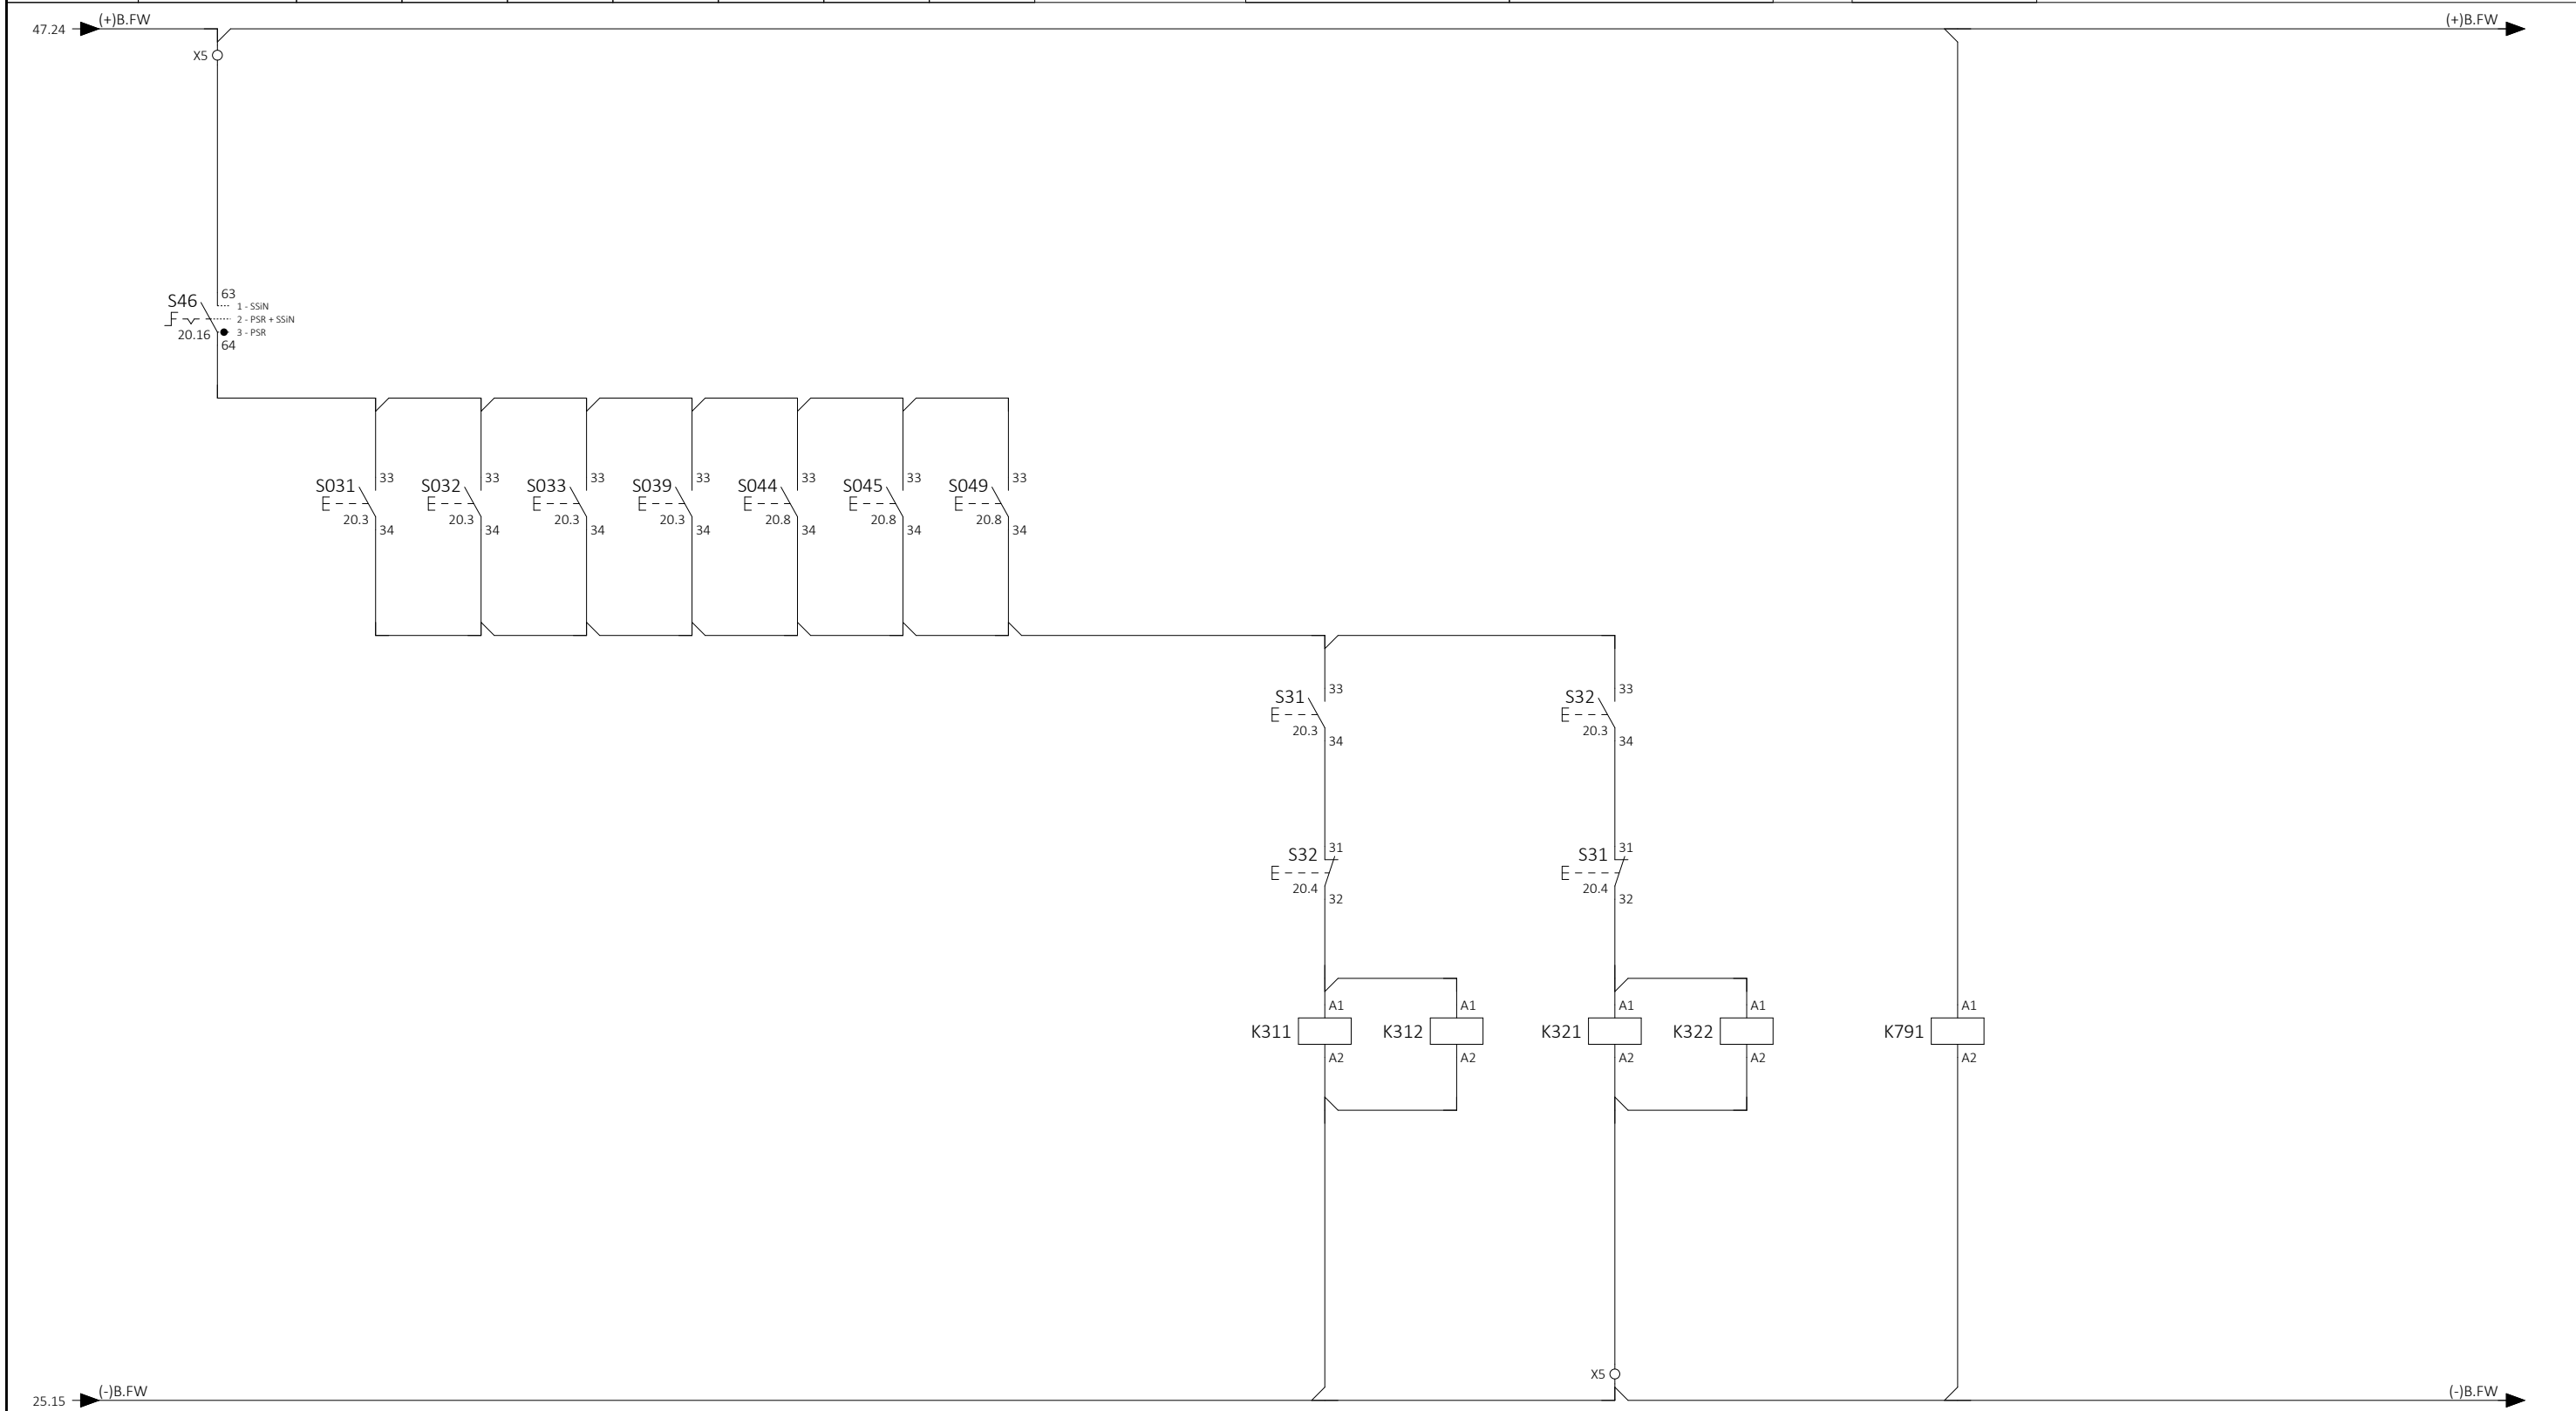 (+)B.FW
(+)B.FW
47.24
X5
63
S46
1 - SSiN
2 - PSR + SSiN
20.16
3 - PSR
64
33 33 33 33 33 33 33
S031 S032 S033 S039 S044 S045 S049
20.3 20.3 20.3 20.3 20.8 20.8 20.8
34 34 34 34 34 34 34
33 33
S31 S32
20.3 20.3
34 34
31 31
S32 S31
20.4 20.4
32 32
A1 A1 A1 A1 A1
K311 K312 K321 K322 K791
A2 A2 A2 A2 A2
X5
(-)B.FW
(-)B.FW
25.15